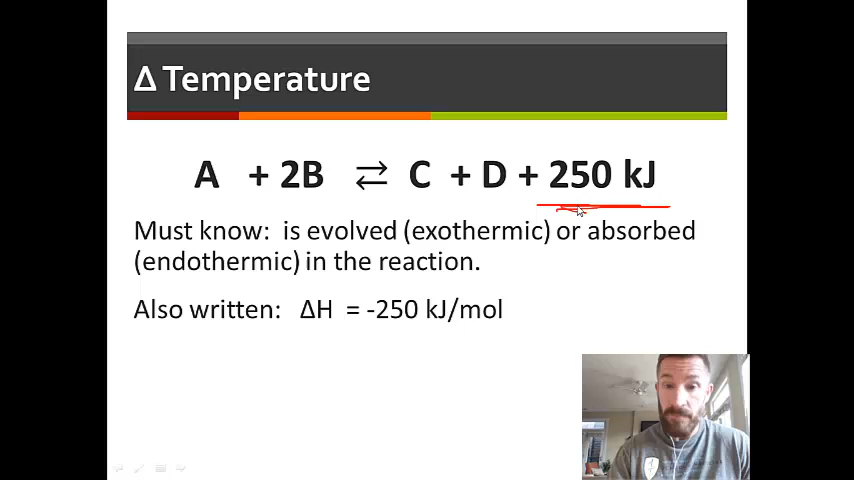 Δ Temperature
A + 2B ⇄ C + D + 250 kJ
Must know: is evolved (exothermic) or absorbed
(endothermic) in the reaction.
Also written: ΔH = -250 kJ/mol